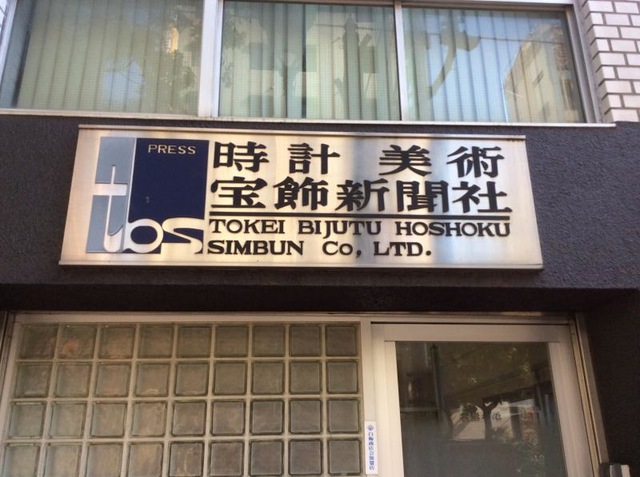 PRESS
tbs
時計 美術
宝飾新聞社
TOKEI BIJUTU HOSHOKU
SIMBUN Co, LTD.